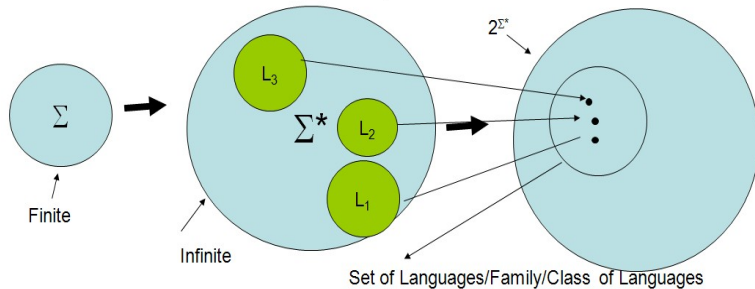 2^Σ*
L₃
Σ
Σ*
L₂
L₁
Finite
Infinite
Set of Languages/Family/Class of Languages